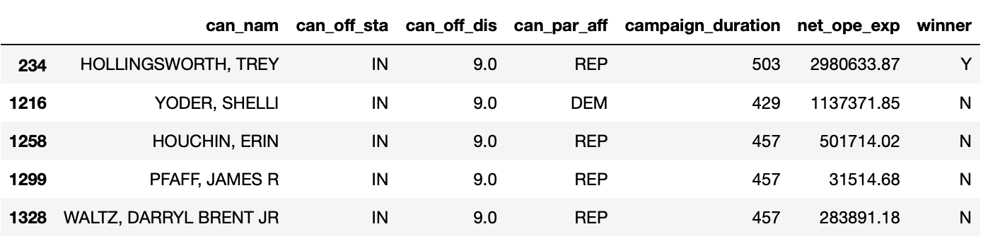 can_nam can_off_sta can_off_dis can_par_aff campaign_duration net_ope_exp winner
234 HOLLINGSWORTH, TREY IN 9.0 REP 503 2980633.87 Y
1216 YODER, SHELLI IN 9.0 DEM 429 1137371.85 N
1258 HOUCHIN, ERIN IN 9.0 REP 457 501714.02 N
1299 PFAFF, JAMES R IN 9.0 REP 457 31514.68 N
1328 WALTZ, DARRYL BRENT JR IN 9.0 REP 457 283891.18 N